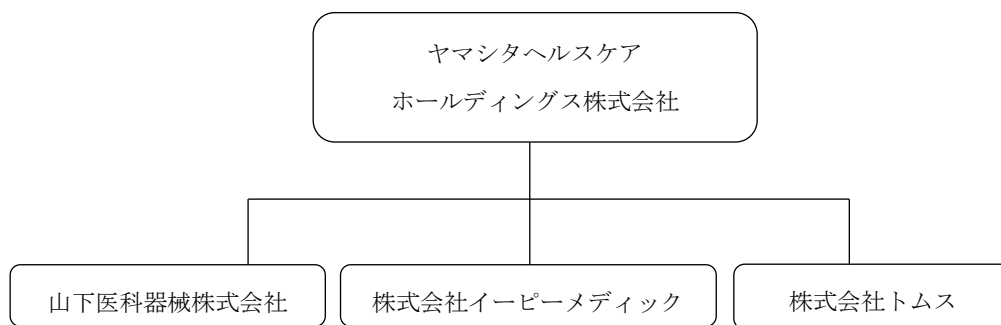 ヤマシタヘルスケア
ホールディングス株式会社
山下医科器械株式会社
株式会社イーピーメディック
株式会社トムス